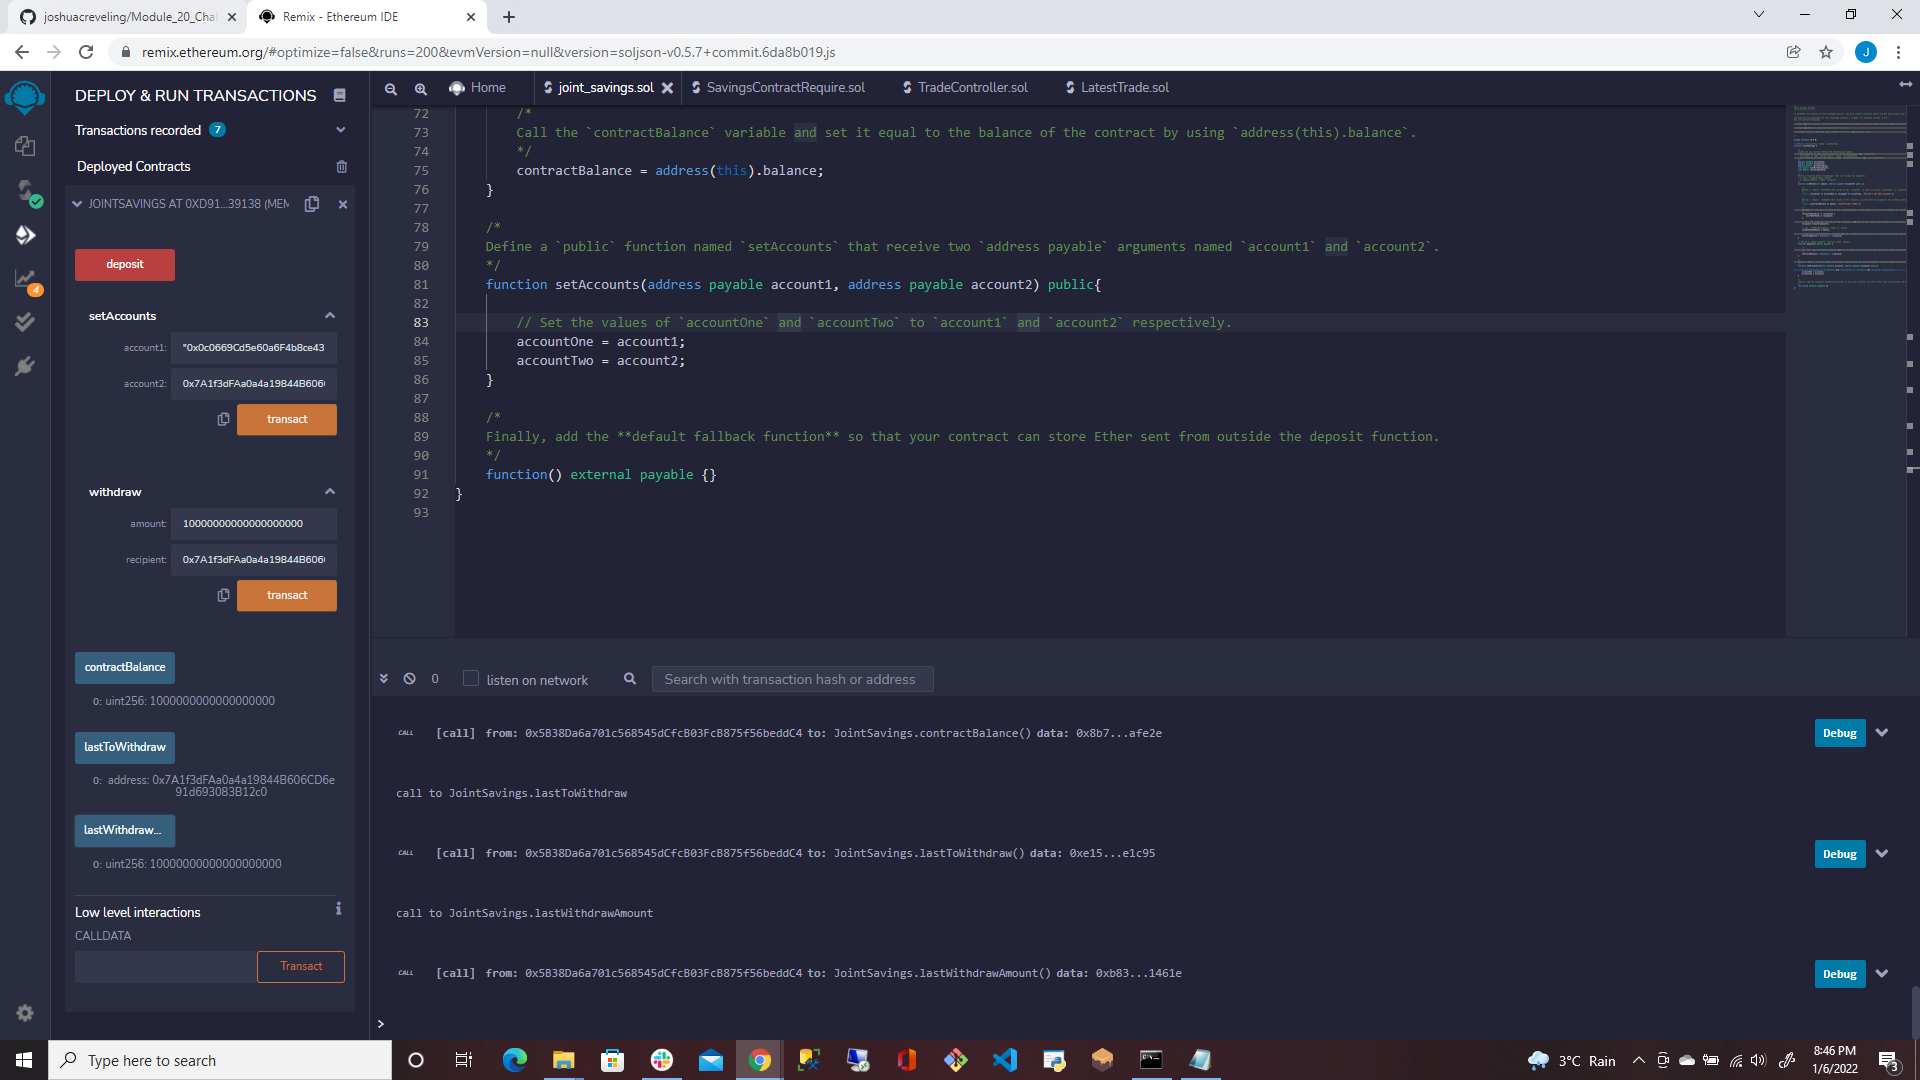 joshuacreveling/Module_20_Chal
Remix - Ethereum IDE
remix.ethereum.org/#optimize=false&runs=200&evmVersion=null&version=soljson-v0.5.7+commit.6da8b019.js
J
DEPLOY & RUN TRANSACTIONS
Transactions recorded 7
Deployed Contracts
JOINTSAVINGS AT 0XD91...39138 (MEM
deposit
setAccounts
account1: "0x0c0669Cd5e60a6F4b8ce43
account2: 0x7A1f3dFAa0a4a19844B606
transact
withdraw
amount: 10000000000000000000
recipient: 0x7A1f3dFAa0a4a19844B606
transact
contractBalance
0: uint256: 1000000000000000000
lastToWithdraw
0: address: 0x7A1f3dFAa0a4a19844B606CD6e
91d693083B12c0
lastWithdraw...
0: uint256: 10000000000000000000
Low level interactions
CALLDATA
Transact
4
Home
joint_savings.sol
SavingsContractRequire.sol
TradeController.sol
LatestTrade.sol
72 /*
73 Call the `contractBalance` variable and set it equal to the balance of the contract by using `address(this).balance`.
74 */
75 contractBalance = address(this).balance;
76 }
77
78 /*
79 Define a `public` function named `setAccounts` that receive two `address payable` arguments named `account1` and `account2`.
80 */
81 function setAccounts(address payable account1, address payable account2) public{
82
83 // Set the values of `accountOne` and `accountTwo` to `account1` and `account2` respectively.
84 accountOne = account1;
85 accountTwo = account2;
86 }
87
88 /*
89 Finally, add the **default fallback function** so that your contract can store Ether sent from outside the deposit function.
90 */
91 function() external payable {}
92 }
93
0 listen on network Search with transaction hash or address
CALL [call] from: 0x5B38Da6a701c568545dCfcB03FcB875f56beddC4 to: JointSavings.contractBalance() data: 0x8b7...afe2e Debug
call to JointSavings.lastToWithdraw
CALL [call] from: 0x5B38Da6a701c568545dCfcB03FcB875f56beddC4 to: JointSavings.lastToWithdraw() data: 0xe15...e1c95 Debug
call to JointSavings.lastWithdrawAmount
CALL [call] from: 0x5B38Da6a701c568545dCfcB03FcB875f56beddC4 to: JointSavings.lastWithdrawAmount() data: 0xb83...1461e Debug
>
Type here to search
3°C Rain
8:46 PM
1/6/2022
3